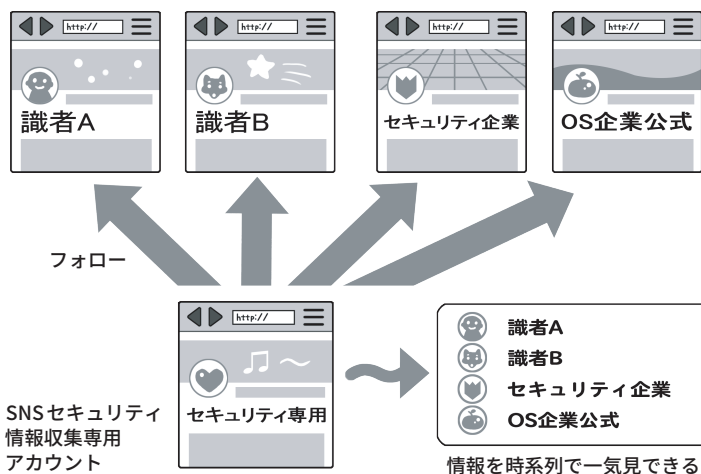 http://
http://
http://
http://
識者A
識者B
セキュリティ企業
OS企業公式
フォロー
http://
セキュリティ専用
SNSセキュリティ
情報収集専用
アカウント
識者A
識者B
セキュリティ企業
OS企業公式
情報を時系列で一気見できる